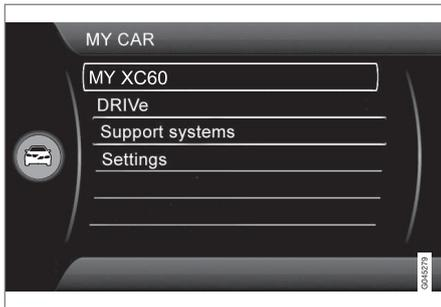 MY CAR
MY XC60
DRIVe
Support systems
Settings
G045279